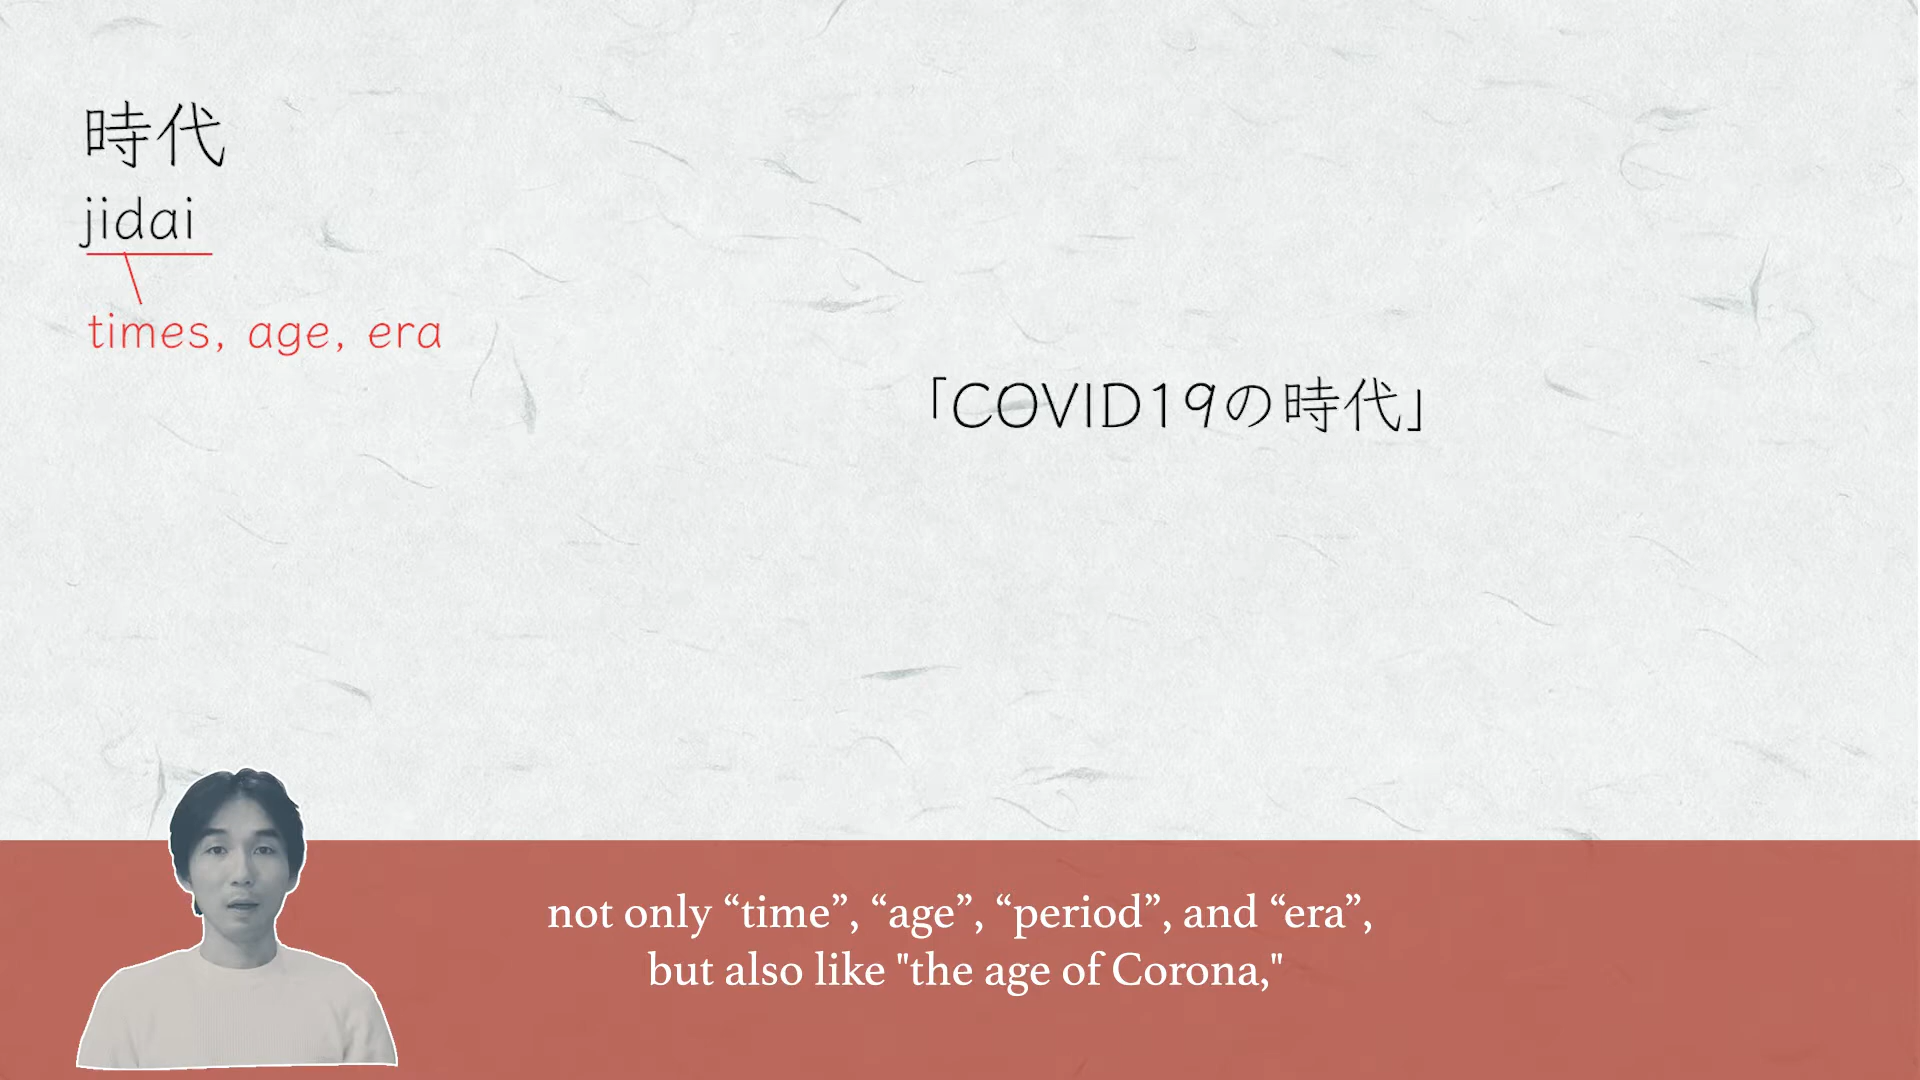 時代
jidai
times, age, era
「COVID19の時代」
not only “time”, “age”, “period”, and “era”,
but also like "the age of Corona,"